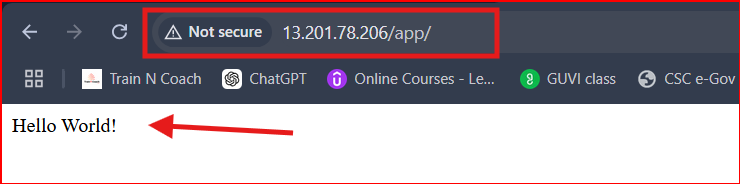 Not secure 13.201.78.206/app/
Train N Coach ChatGPT Online Courses - Le... GUVI class CSC e-Gov
Hello World!